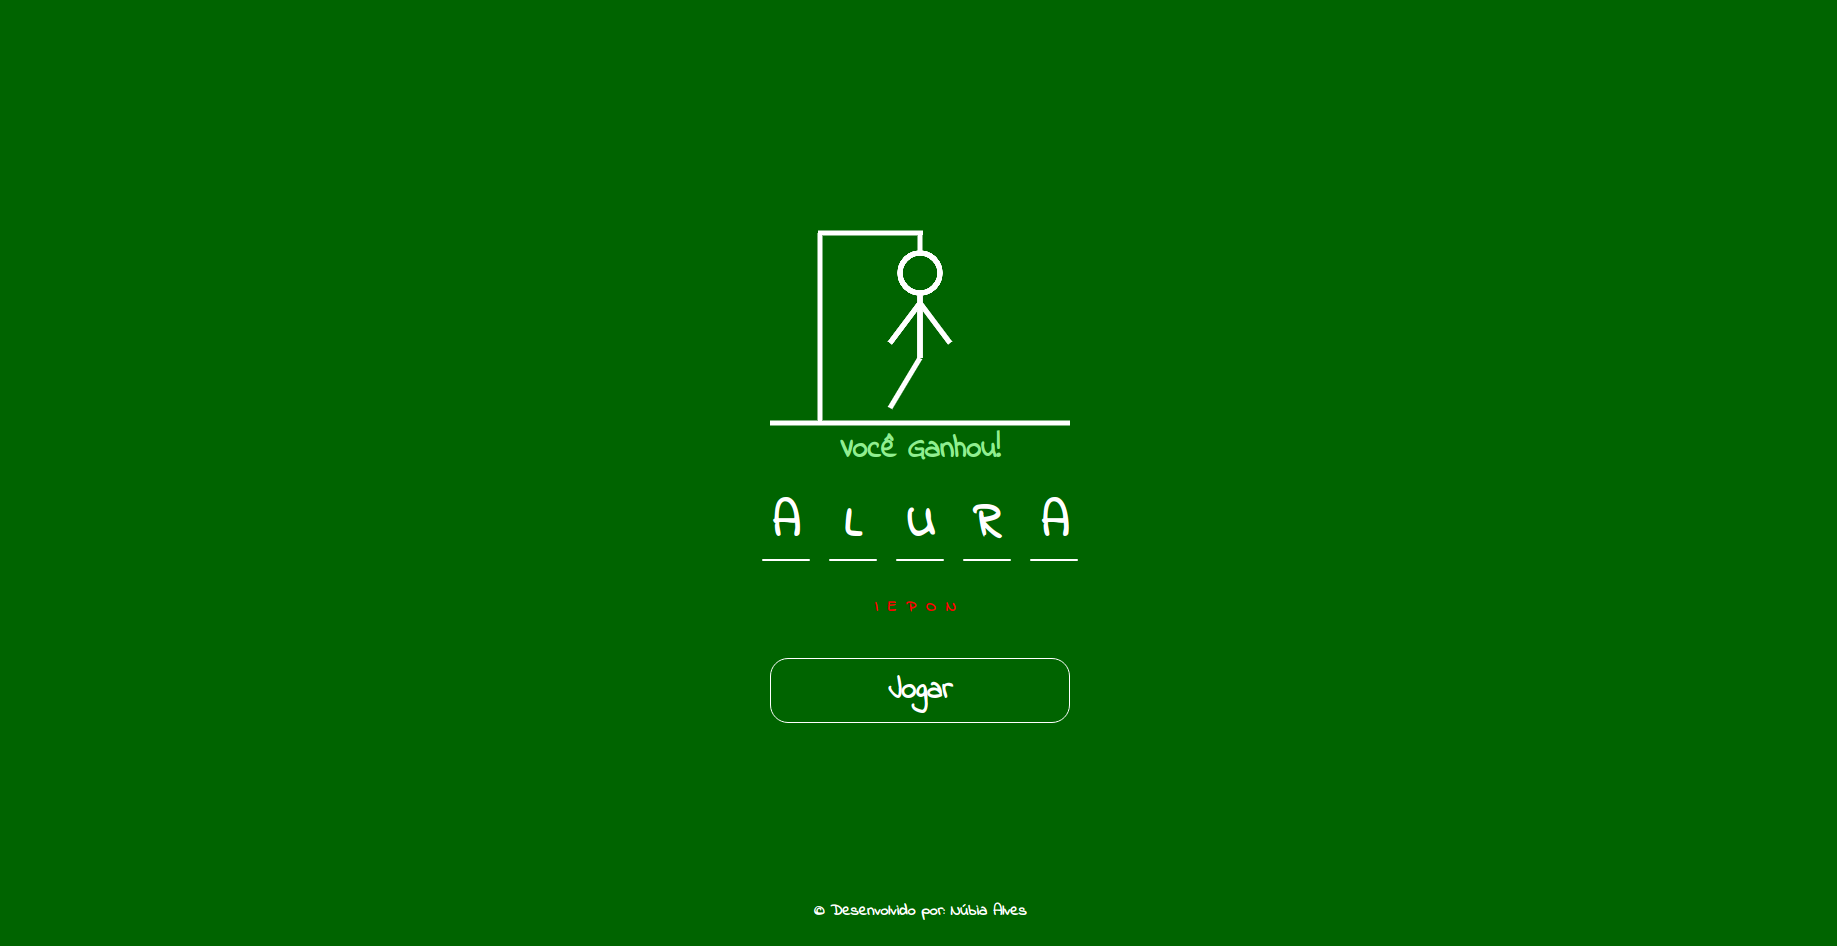 Você Ganhou!
A L U R A
I E P O N
Jogar
© Desenvolvido por: Núbia Alves